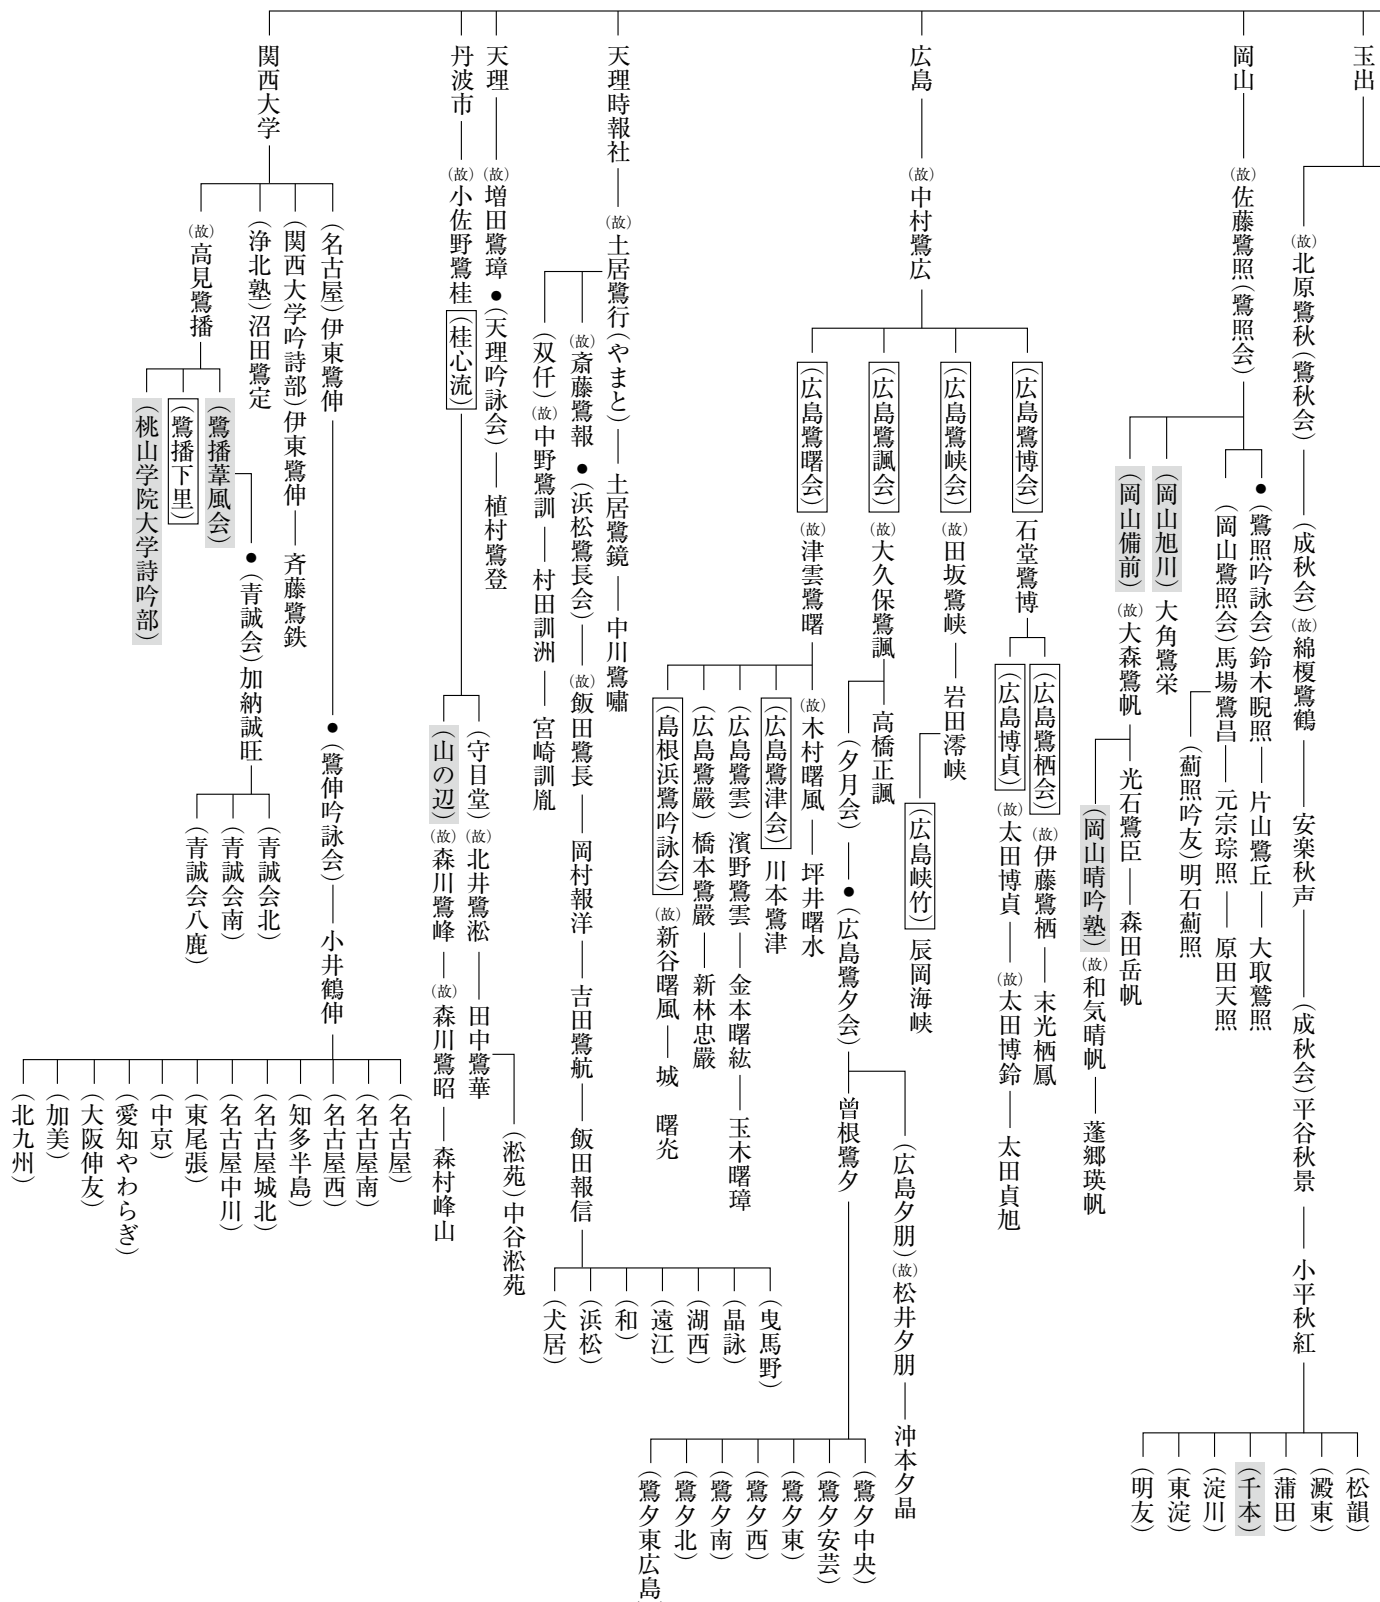 玉出
(故)北原鷺秋(鷺秋会)
(成秋会)(故)綿榎鷺鶴
安楽秋声
(成秋会)平谷秋景
小平秋紅
(松韻)
(澱東)
(蒲田)
(千本)
(淀川)
(東淀)
(明友)
岡山
(故)佐藤鷺照(鷺照会)
●(鷺照吟詠会)鈴木晲照
片山鷺丘
大取鷲照
(岡山鷺照会)馬場鷺昌
元宗琮照
原田天照
(薊照吟友)明石薊照
(岡山旭川)大角鷺栄
(岡山備前)(故)大森鷺帆
光石鷺臣
森田岳帆
(岡山晴吟塾)(故)和気晴帆
蓬郷瑛帆
広島
(故)中村鷺広
(広島鷺博会)石堂鷺博
(広島鷺栖会)(故)伊藤鷺栖
末光栖鳳
(広島博貞)(故)太田博貞
(故)太田博鈴
太田貞旭
(広島鷺峡会)(故)田坂鷺峡
岩田澪峡
(広島峡竹)辰岡海峡
(広島鷺諷会)(故)大久保鷺諷
高橋正諷
(夕月会)
●(広島鷺夕会)
(広島夕朋)(故)松井夕朋
沖本夕晶
曾根鷺夕
(鷺夕中央)
(鷺夕安芸)
(鷺夕東)
(鷺夕西)
(鷺夕南)
(鷺夕北)
(鷺夕東広島
(広島鷺曙会)(故)津雲鷺曙
(故)木村曙風
坪井曙水
(広島鷺津会)川本鷺津
(広島鷺雲)濱野鷺雲
金本曙紘
玉木曙璋
(広島鷺嚴)橋本鷺嚴
新林忠嚴
(島根浜鷺吟詠会)(故)新谷曙風
城 曙灮
天理時報社
(故)土居鷺行(やまと)
土居鷺鏡
中川鷺嘯
(故)斎藤鷺報
●(浜松鷺長会)
(故)飯田鷺長
岡村報洋
吉田鷺航
飯田報信
(曳馬野)
(晶詠)
(湖西)
(遠江)
(和)
(浜松)
(犬居)
(双仟)(故)中野鷺訓
村田訓洲
宮崎訓胤
天理
(故)増田鷺璋●(天理吟詠会)
植村鷺登
丹波市
(故)小佐野鷺桂(桂心流)
(守目堂)(故)北井鷺淞
田中鷺華
(淞苑)中谷淞苑
(山の辺)(故)森川鷺峰
(故)森川鷺昭
森村峰山
関西大学
(名古屋)伊東鷺伸
●(鷺伸吟詠会)
小井鶴伸
(名古屋)
(名古屋南)
(名古屋西)
(知多半島)
(名古屋城北)
(名古屋中川)
(東尾張)
(中京)
(愛知やわらぎ)
(大阪伸友)
(加美)
(北九州)
(関西大学吟詩部)伊東鷺伸
斉藤鷺鉄
(浄北塾)沼田鷺定
(故)高見鷺播
(鷺播葦風会)
●(青誠会)加納誠旺
(青誠会北)
(青誠会南)
(青誠会八鹿)
(鷺播下里)
(桃山学院大学詩吟部)